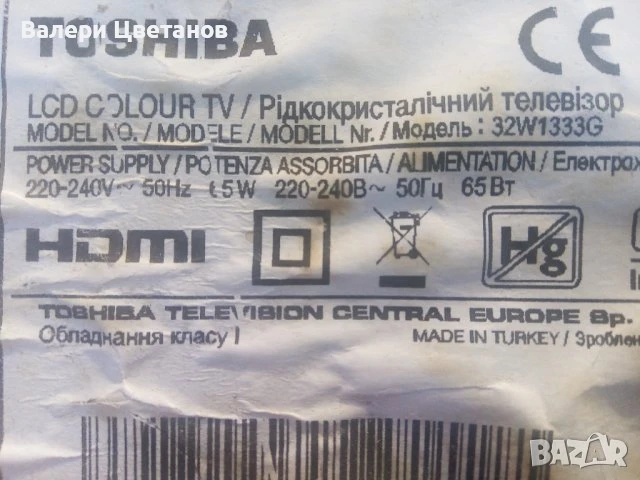 Валери Цветанов
TOSHIBA
CE
LCD COLOUR TV / Рідкокристалічний телевізор
MODEL NO. / MODELE / MODELL Nr. / Модель : 32W1333G
POWER SUPPLY / POTENZA ASSORBITA / ALIMENTATION / Електрох
220-240V~ 50Hz 65W 220-240В~ 50Гц 65Вт
HDMI
Hg
TOSHIBA TELEVISION CENTRAL EUROPE Sp.
Обладнання класу I
MADE IN TURKEY / Зроблен
BAZAR